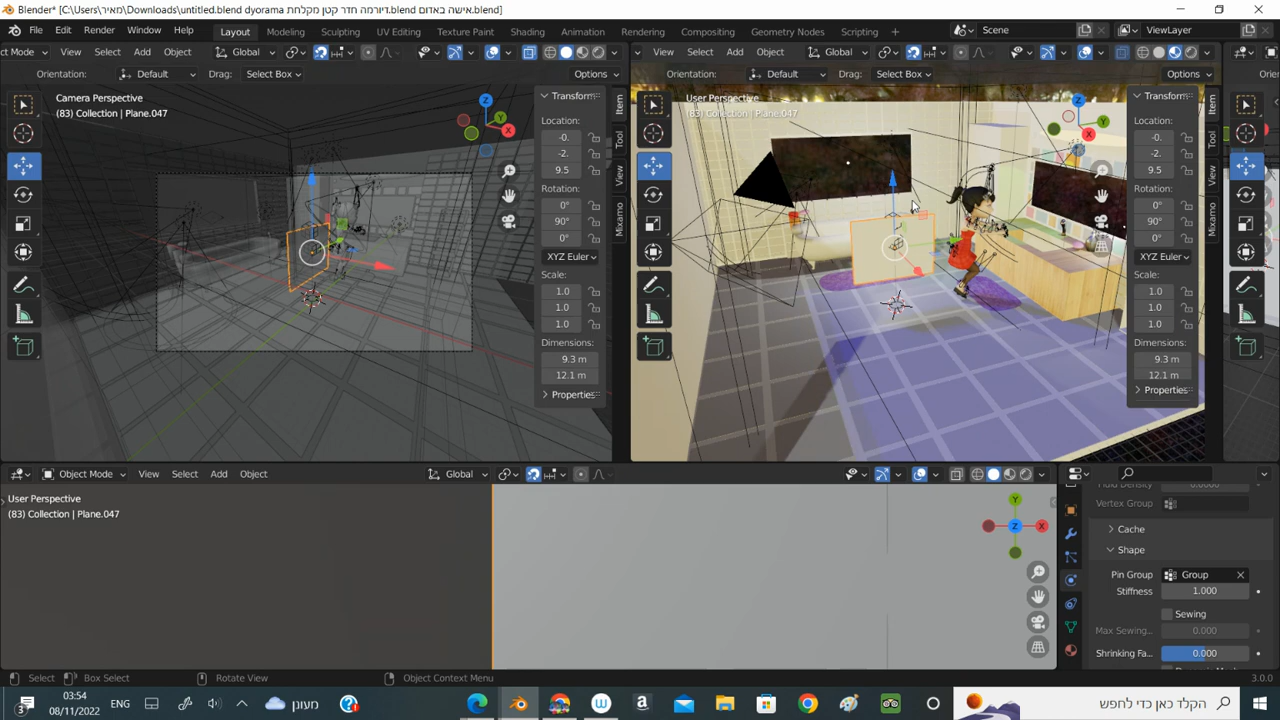 Blender* [C:\Users\מאיר\Downloads\untitled.blend dyorama דיורמה חדר קטן מקלחת.blend אישה באדום.blend]
File Edit Render Window Help Layout Modeling Sculpting UV Editing Texture Paint Shading Animation Rendering Compositing Geometry Nodes Scripting + Scene ViewLayer
ct Mode View Select Add Object Global
View Select Add Object Global
Orientation: Default Drag: Select Box Options
Orientation: Default Drag: Select Box Options
Orie
Camera Perspective
(83) Collection | Plane.047
Transform
Location:
-0.
-2.
9.5
Rotation:
0°
90°
0°
XYZ Euler
Scale:
1.0
1.0
1.0
Dimensions:
9.3 m
12.1 m
Properties
Item
Tool
View
Mixamo
X
Y
Z
User Perspective
(83) Collection | Plane.047
Transform
Location:
-0.
-2.
9.5
Rotation:
0°
90°
0°
XYZ Euler
Scale:
1.0
1.0
1.0
Dimensions:
9.3 m
12.1 m
Properties
Item
Tool
View
Mixamo
X
Y
Z
Object Mode View Select Add Object Global
User Perspective
(83) Collection | Plane.047
Y
Z
X
Vertex Group
Cache
Shape
Pin Group Group
Stiffness 1.000
Sewing
Max Sewing... 0.000
Shrinking Fa... 0.000
Select Box Select Rotate View Object Context Menu 3.0.0
3 03:54
08/11/2022
ENG
מעונן
הקלד כאן כדי לחפש